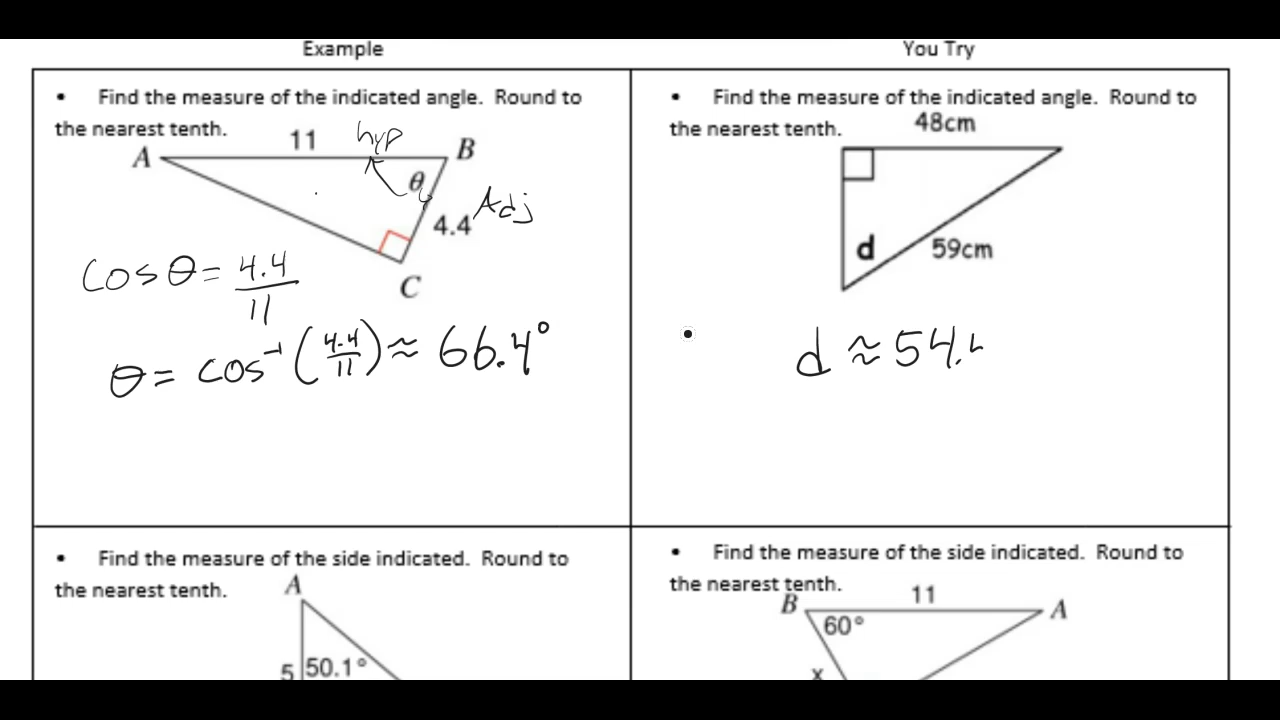 Example
You Try
• Find the measure of the indicated angle. Round to
the nearest tenth.
11
hyp
A
B
θ
4.4
Adj
C
cos θ = 4.4/11
θ = cos⁻¹(4.4/11) ≈ 66.4°
• Find the measure of the indicated angle. Round to
the nearest tenth.
48cm
d
59cm
d ≈ 54.
• Find the measure of the side indicated. Round to
the nearest tenth.
A
5
50.1°
• Find the measure of the side indicated. Round to
the nearest tenth.
B
11
A
60°
x